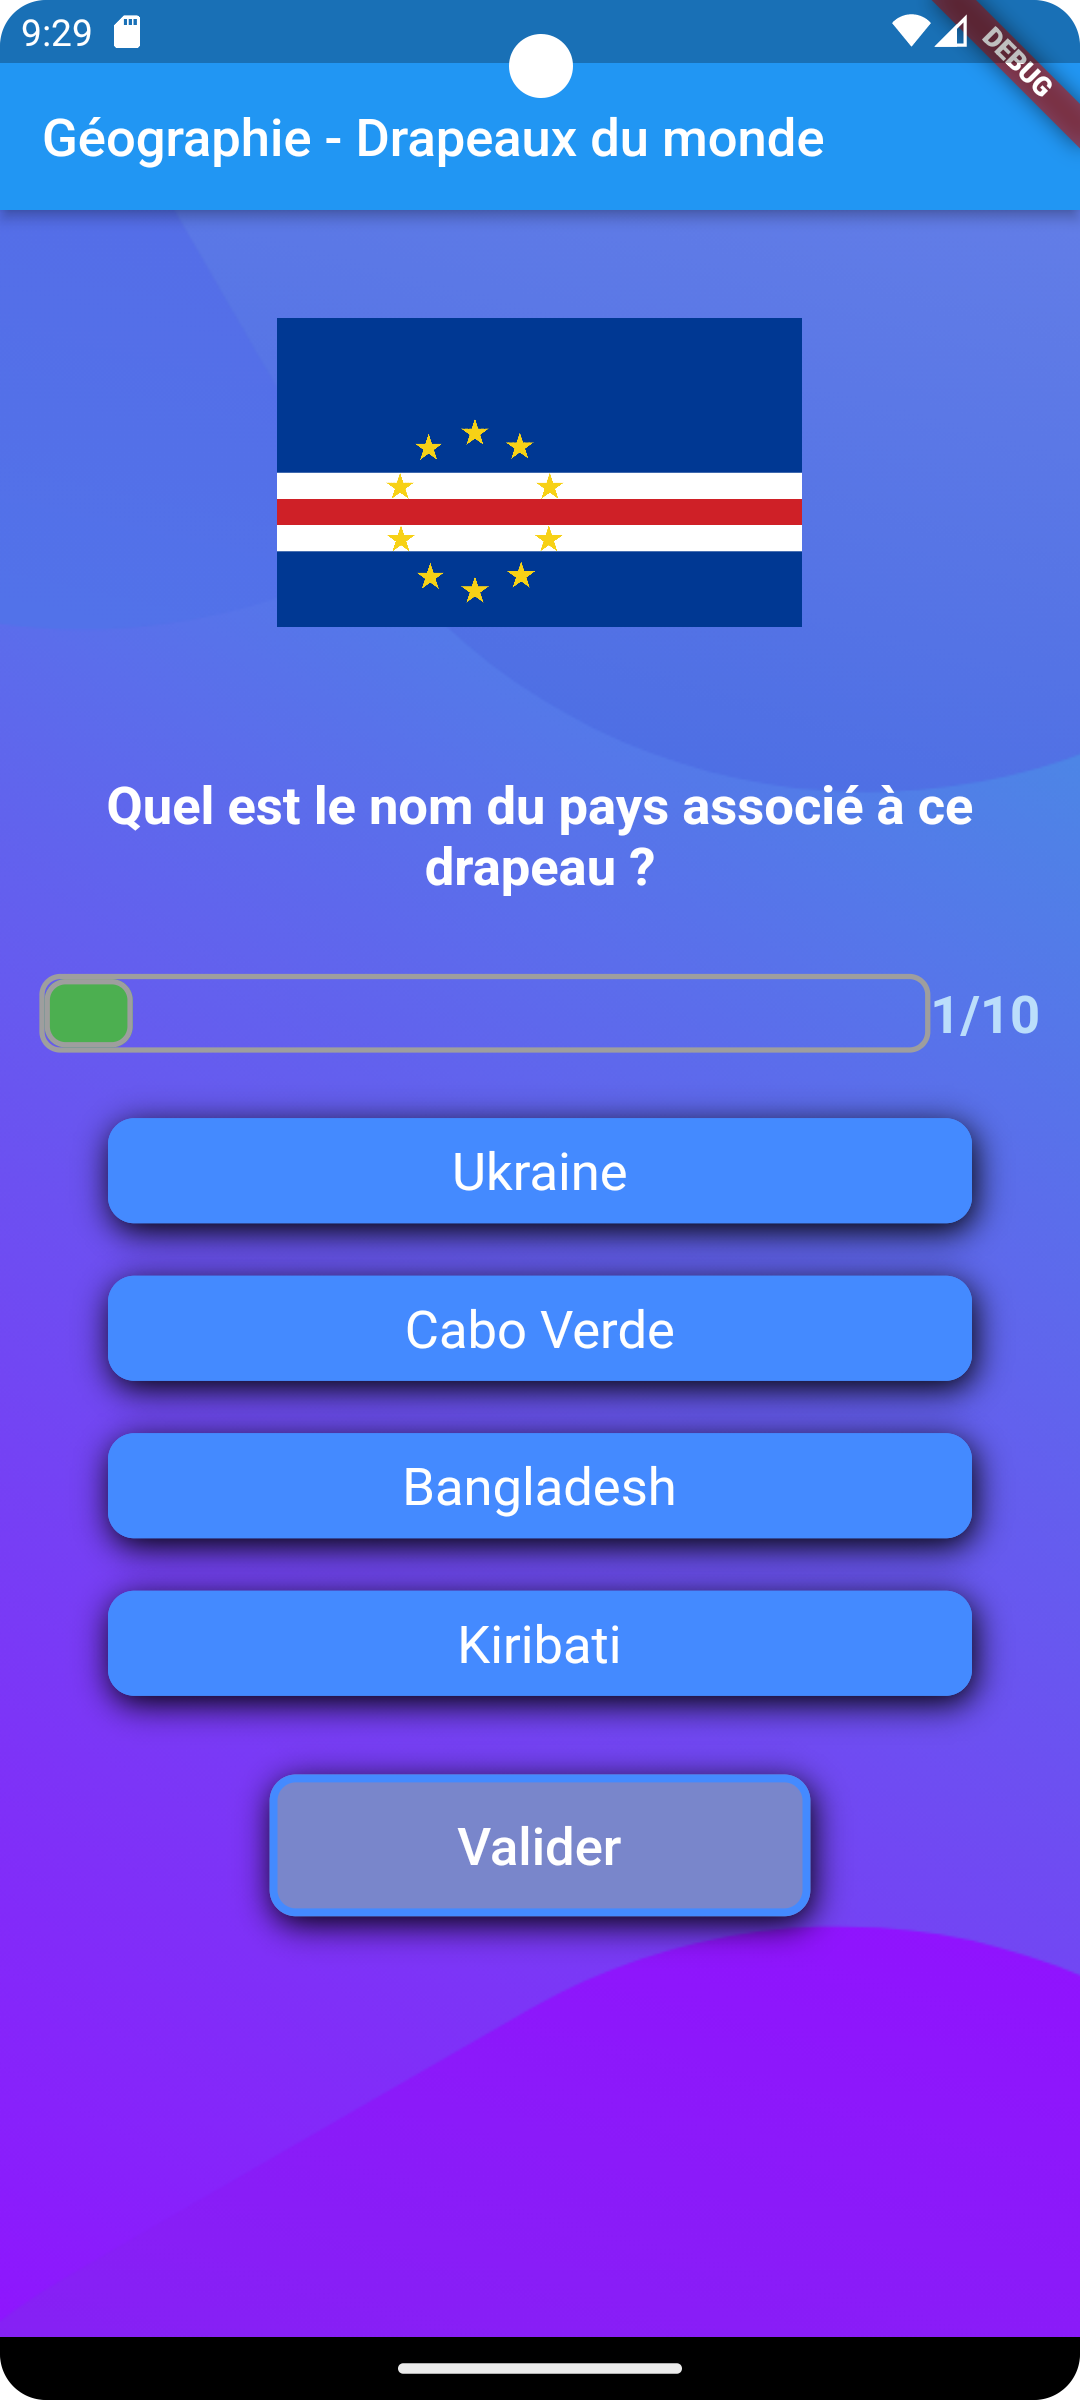 9:29
DEBUG
Géographie - Drapeaux du monde
Quel est le nom du pays associé à ce
drapeau ?
1/10
Ukraine
Cabo Verde
Bangladesh
Kiribati
Valider